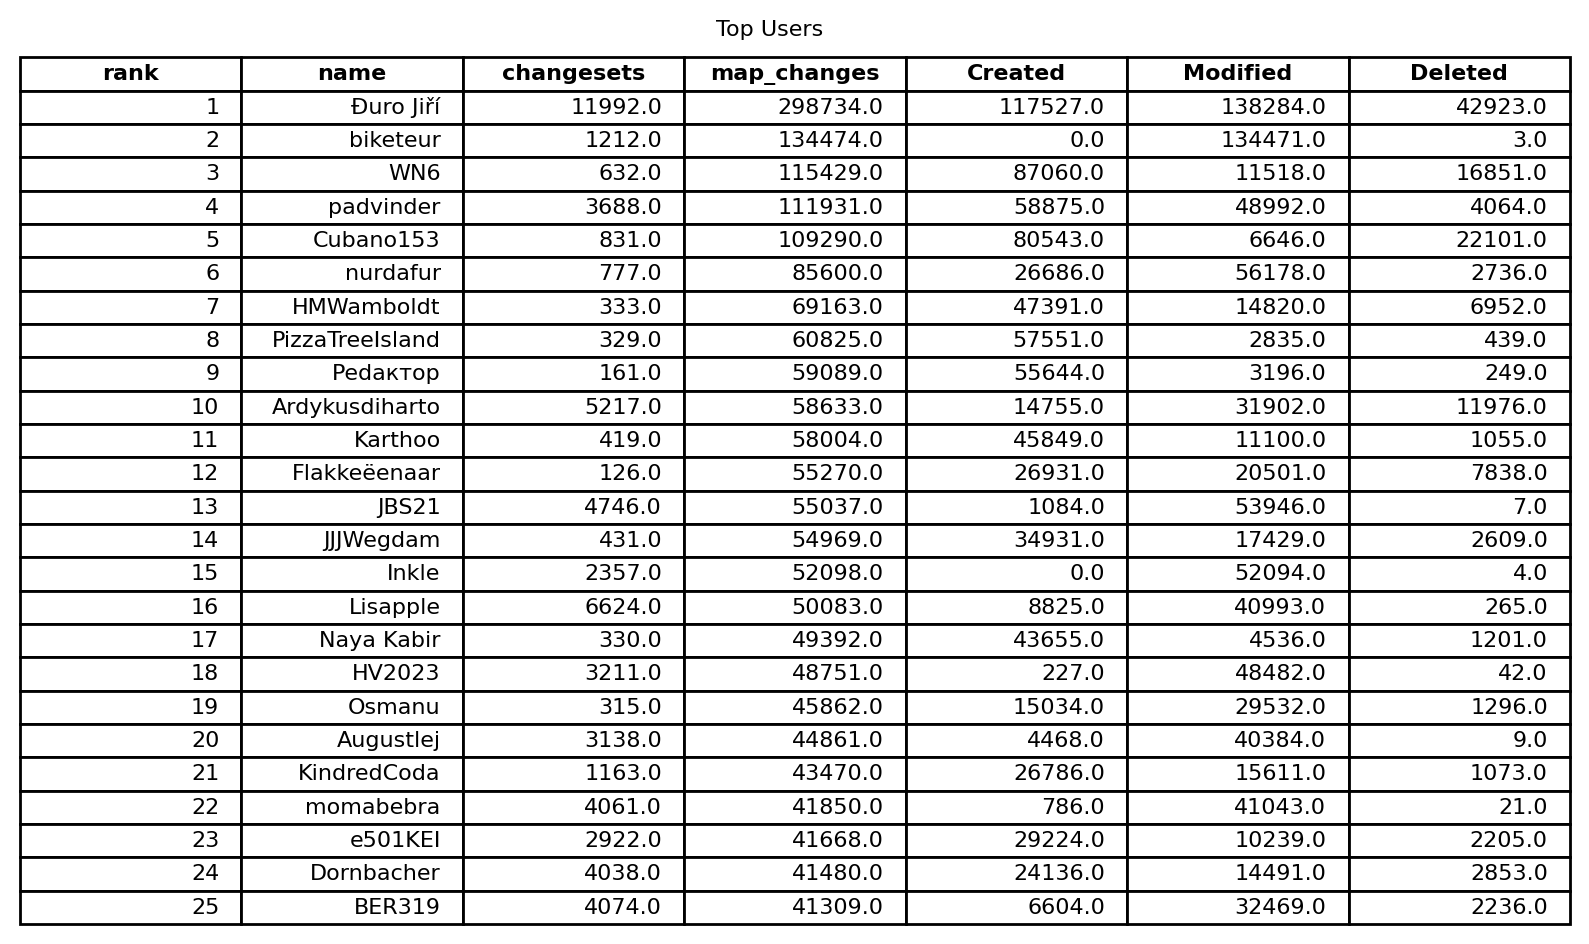 Top Users
rank name changesets map_changes Created Modified Deleted
1 Đuro Jiří 11992.0 298734.0 117527.0 138284.0 42923.0
2 biketeur 1212.0 134474.0 0.0 134471.0 3.0
3 WN6 632.0 115429.0 87060.0 11518.0 16851.0
4 padvinder 3688.0 111931.0 58875.0 48992.0 4064.0
5 Cubano153 831.0 109290.0 80543.0 6646.0 22101.0
6 nurdafur 777.0 85600.0 26686.0 56178.0 2736.0
7 HMWamboldt 333.0 69163.0 47391.0 14820.0 6952.0
8 PizzaTreeIsland 329.0 60825.0 57551.0 2835.0 439.0
9 Pedaктop 161.0 59089.0 55644.0 3196.0 249.0
10 Ardykusdiharto 5217.0 58633.0 14755.0 31902.0 11976.0
11 Karthoo 419.0 58004.0 45849.0 11100.0 1055.0
12 Flakkeëenaar 126.0 55270.0 26931.0 20501.0 7838.0
13 JBS21 4746.0 55037.0 1084.0 53946.0 7.0
14 JJJWegdam 431.0 54969.0 34931.0 17429.0 2609.0
15 Inkle 2357.0 52098.0 0.0 52094.0 4.0
16 Lisapple 6624.0 50083.0 8825.0 40993.0 265.0
17 Naya Kabir 330.0 49392.0 43655.0 4536.0 1201.0
18 HV2023 3211.0 48751.0 227.0 48482.0 42.0
19 Osmanu 315.0 45862.0 15034.0 29532.0 1296.0
20 Augustlej 3138.0 44861.0 4468.0 40384.0 9.0
21 KindredCoda 1163.0 43470.0 26786.0 15611.0 1073.0
22 momabebra 4061.0 41850.0 786.0 41043.0 21.0
23 e501KEI 2922.0 41668.0 29224.0 10239.0 2205.0
24 Dornbacher 4038.0 41480.0 24136.0 14491.0 2853.0
25 BER319 4074.0 41309.0 6604.0 32469.0 2236.0